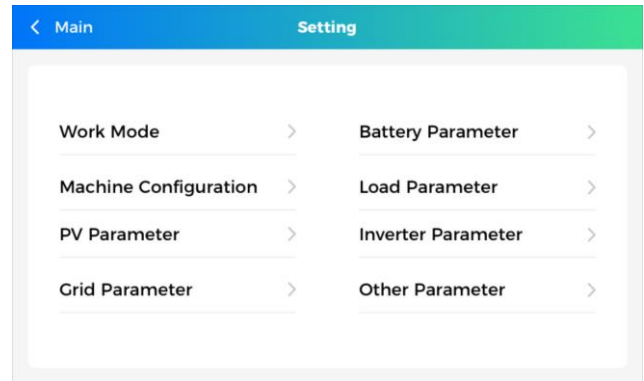 Main
Setting
Work Mode
Battery Parameter
Machine Configuration
Load Parameter
PV Parameter
Inverter Parameter
Grid Parameter
Other Parameter